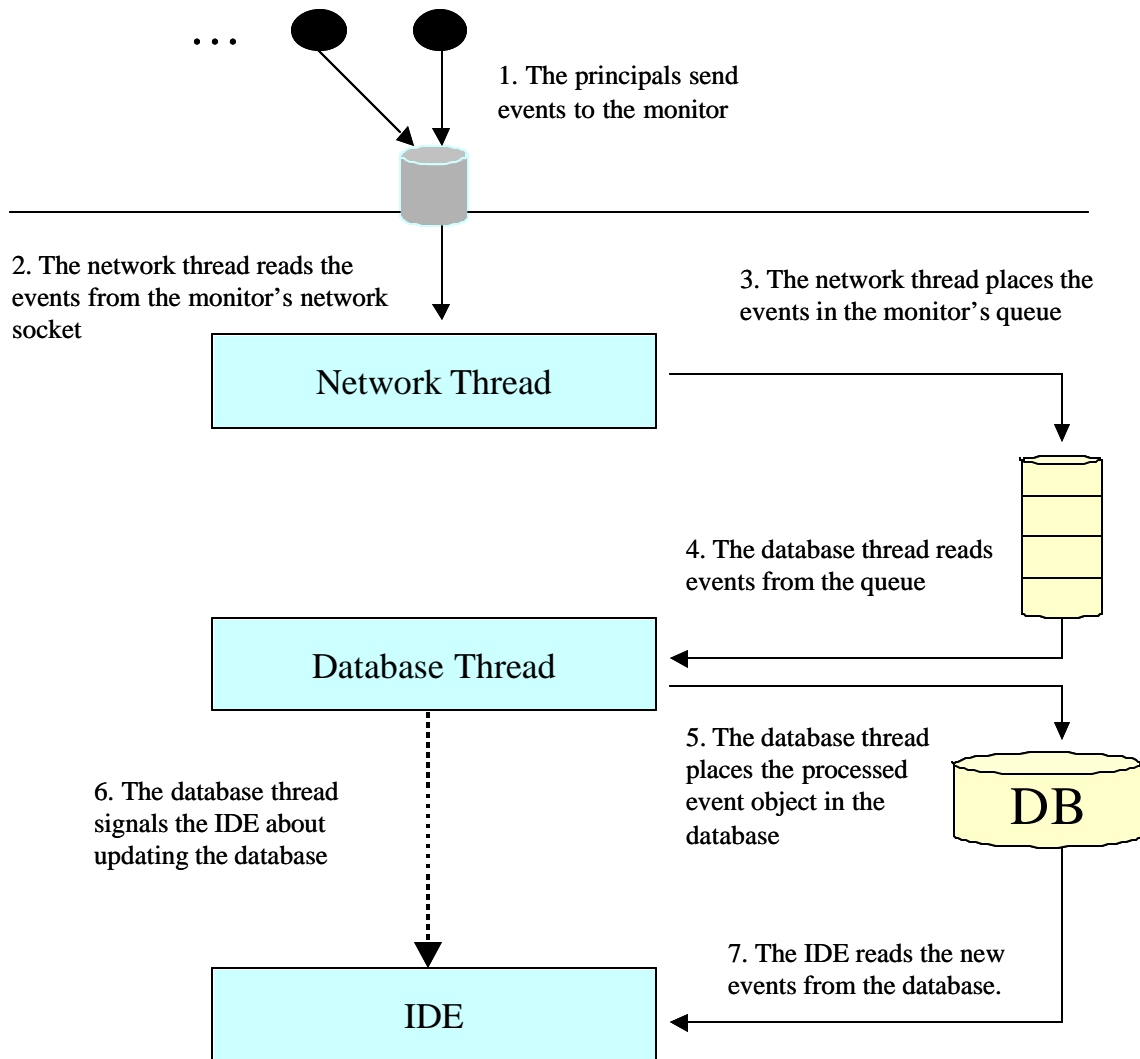 ...
1. The principals send
events to the monitor
2. The network thread reads the
events from the monitor’s network
socket
3. The network thread places the
events in the monitor’s queue
Network Thread
4. The database thread reads
events from the queue
Database Thread
5. The database thread
places the processed
event object in the
database
DB
6. The database thread
signals the IDE about
updating the database
7. The IDE reads the new
events from the database.
IDE